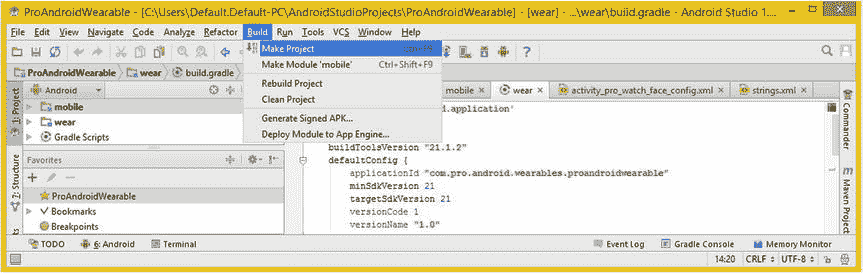 ProAndroidWearable - [C:\Users\Default.Default-PC\AndroidStudioProjects\ProAndroidWearable] - [wear] - ...\wear\build.gradle - Android Studio 1....
File Edit View Navigate Code Analyze Refactor Build Run Tools VCS Window Help
Make Project Ctrl+F9
Make Module 'mobile' Ctrl+Shift+F9
Rebuild Project
Clean Project
Generate Signed APK...
Deploy Module to App Engine...
ProAndroidWearable wear build.gradle
1: Project
7: Structure
Android
mobile
wear
Gradle Scripts
Favorites
ProAndroidWearable
Bookmarks
Breakpoints
mobile wear activity_pro_watch_face_config.xml strings.xml
.application'
buildToolsVersion "21.1.2"
defaultConfig {
applicationId "com.pro.android.wearables.proandroidwearable"
minSdkVersion 21
targetSdkVersion 21
versionCode 1
versionName "1.0"
Commander
Maven Project
TODO 6: Android Terminal Event Log Gradle Console Memory Monitor
14:20 CRLF UTF-8